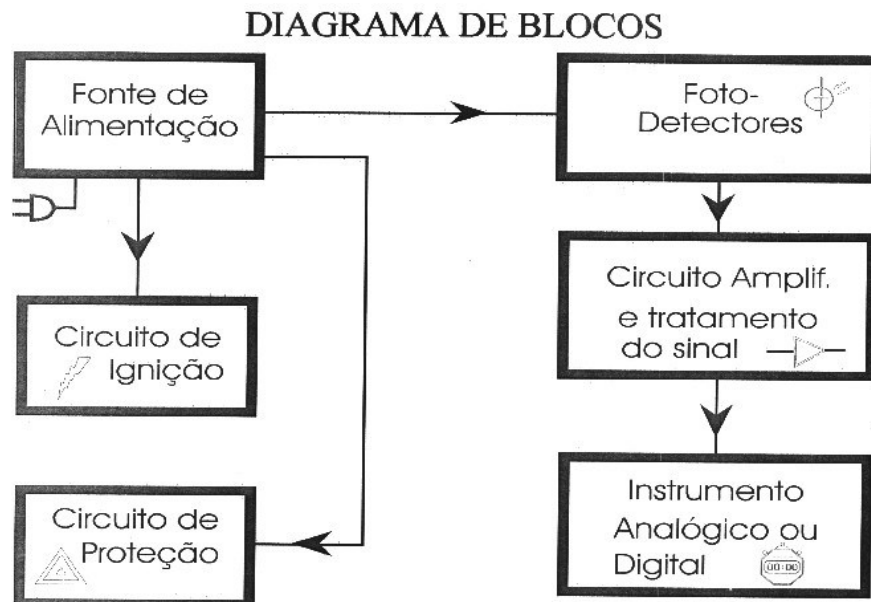 DIAGRAMA DE BLOCOS
Fonte de
Alimentação
Foto-
Detectores
Circuito de
Ignição
Circuito Amplif.
e tratamento
do sinal
Circuito de
Proteção
Instrumento
Analógico ou
Digital
00:00